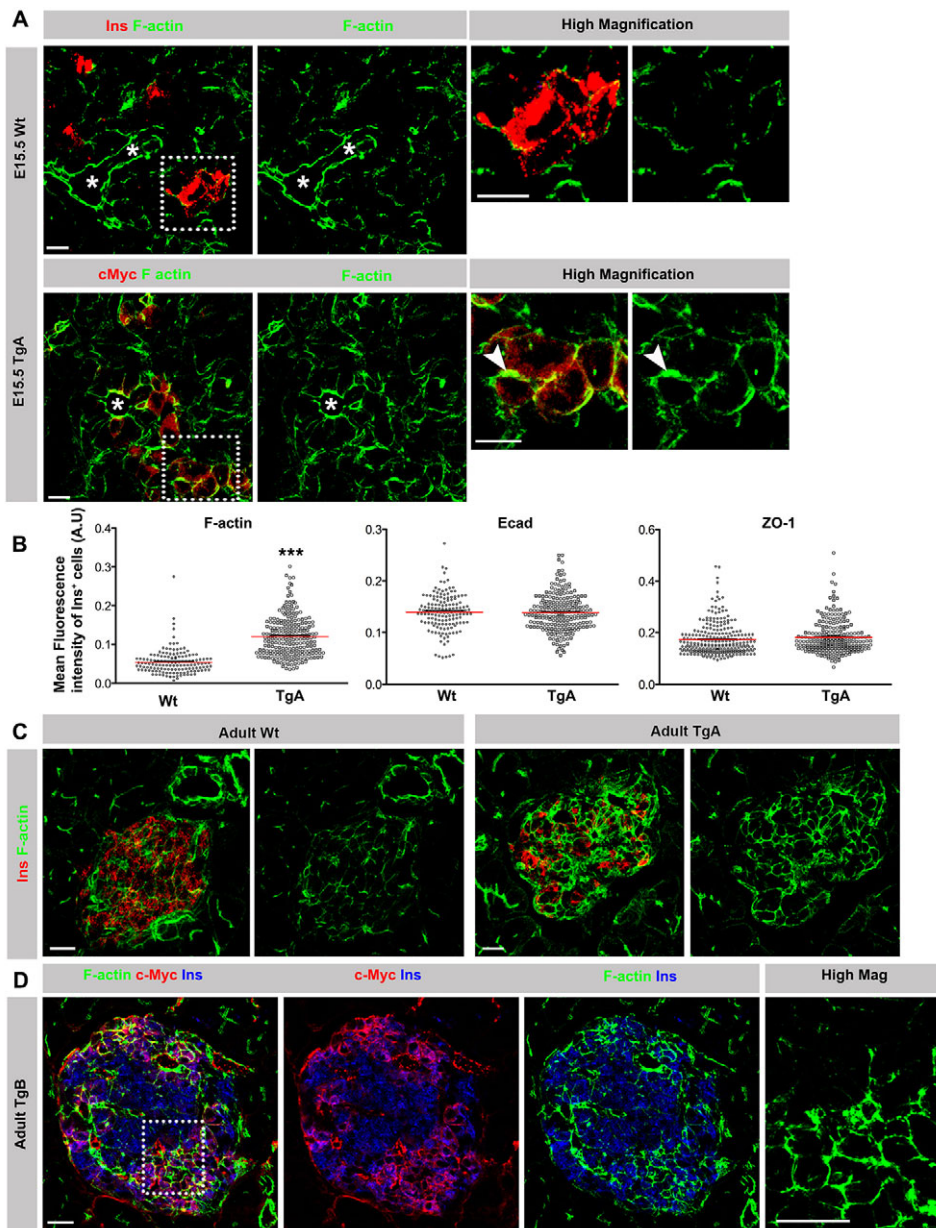 A
Ins F-actin
F-actin
High Magnification
E15.5 Wt
*
*
*
*
cMyc F actin
F-actin
High Magnification
E15.5 TgA
*
*
B
Mean Fluorescence
intensity of Ins⁺ cells (A.U)
F-actin
***
0.4
0.3
0.2
0.1
0.0
Wt
TgA
Ecad
0.3
0.2
0.1
0.0
Wt
TgA
ZO-1
0.6
0.4
0.2
0.0
Wt
TgA
C
Adult Wt
Adult TgA
Ins F-actin
D
F-actin c-Myc Ins
c-Myc Ins
F-actin Ins
High Mag
Adult TgB